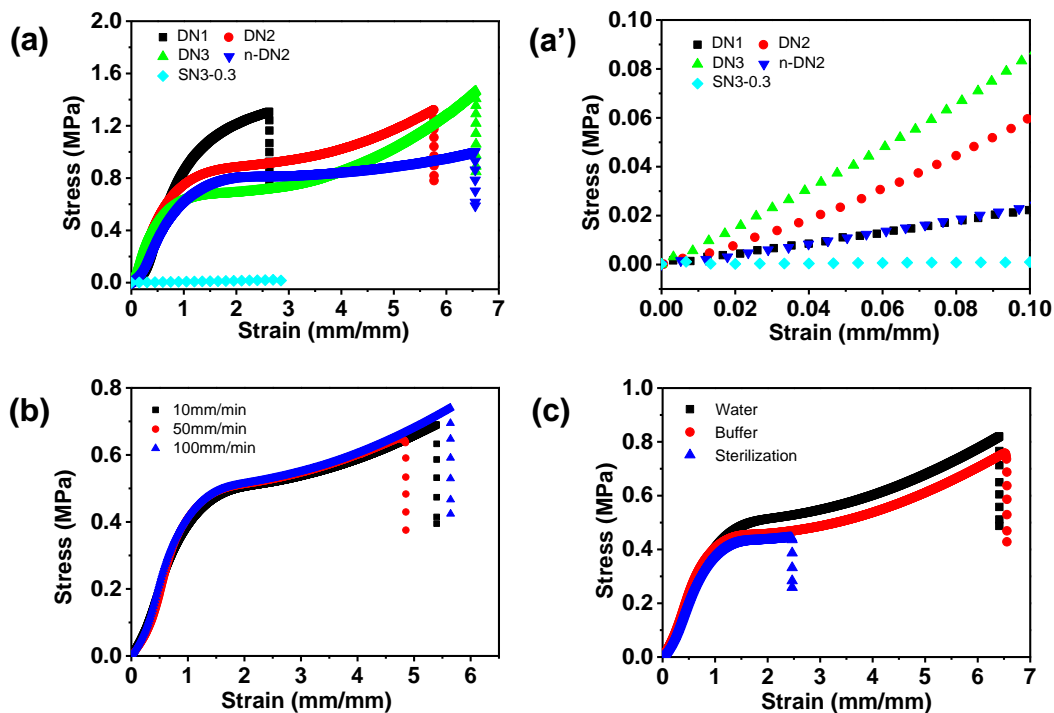 (a)
DN1 DN2
DN3 n-DN2
SN3-0.3
2.0
1.6
1.2
0.8
0.4
0.0
Stress (MPa)
0 1 2 3 4 5 6 7
Strain (mm/mm)
(a')
DN1 DN2
DN3 n-DN2
SN3-0.3
0.10
0.08
0.06
0.04
0.02
0.00
Stress (MPa)
0.00 0.02 0.04 0.06 0.08 0.10
Strain (mm/mm)
(b)
10mm/min
50mm/min
100mm/min
0.8
0.6
0.4
0.2
0.0
Stress (MPa)
0 1 2 3 4 5 6
Strain (mm/mm)
(c)
Water
Buffer
Sterilization
1.0
0.8
0.6
0.4
0.2
0.0
Stress (MPa)
0 1 2 3 4 5 6 7
Strain (mm/mm)